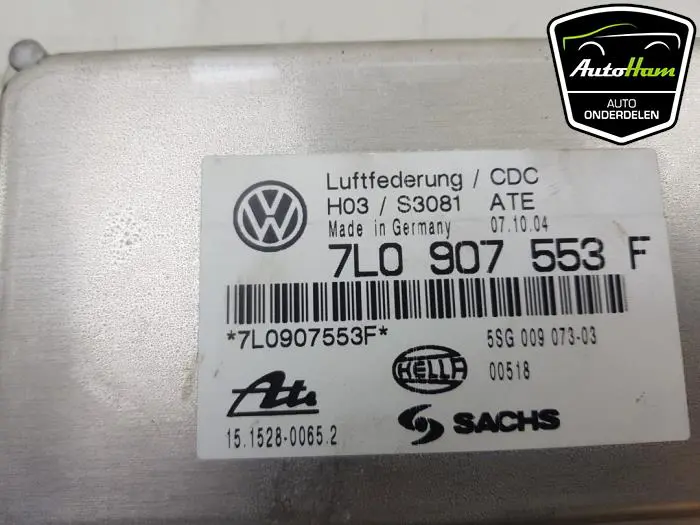 AutoHam
AUTO
ONDERDELEN
Luftfederung / CDC
H03 / S3081 ATE
Made in Germany 07.10.04
7L0 907 553 F
*7L0907553F*
5SG 009 073-03
HELLA
00518
Ate
15.1528-0065.2
SACHS